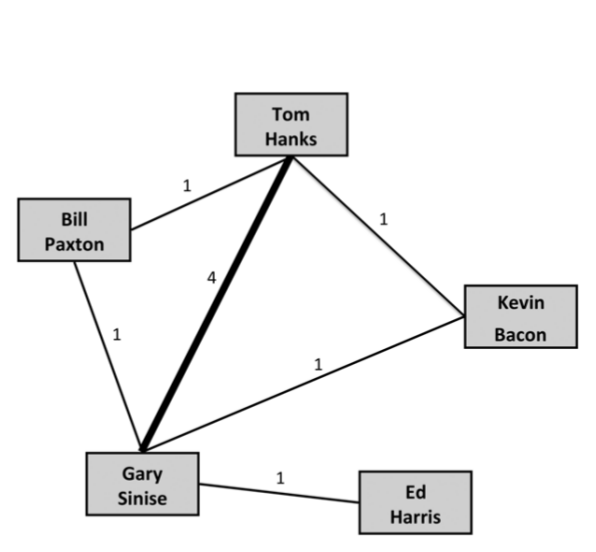 Tom
Hanks
1
Bill
Paxton
1
4
Kevin
Bacon
1
1
Gary
Sinise
1
Ed
Harris